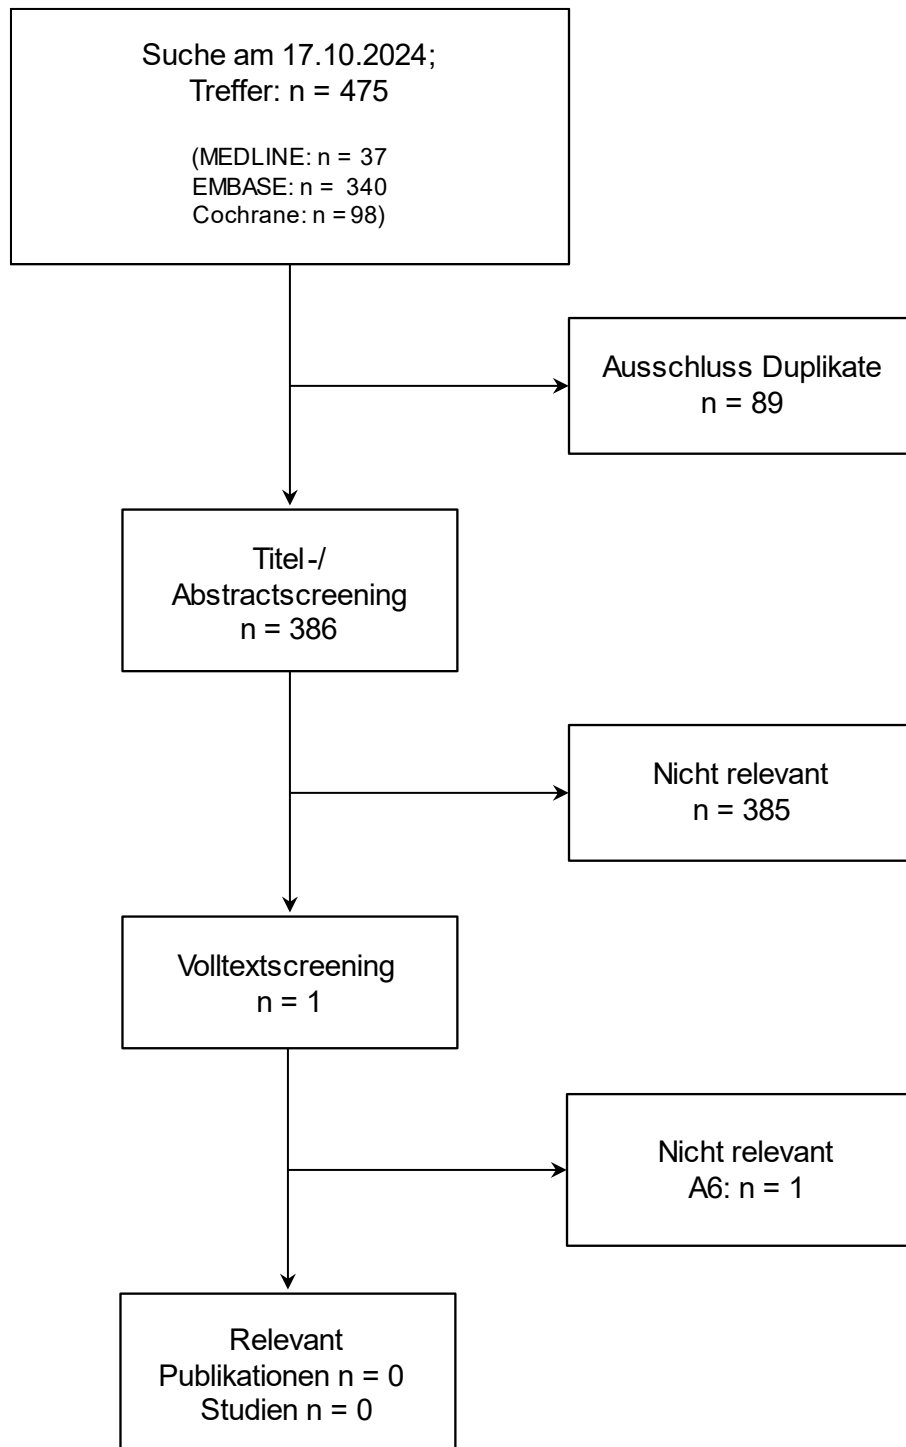 Suche am 17.10.2024;
Treffer: n = 475
(MEDLINE: n = 37
EMBASE: n = 340
Cochrane: n = 98)
Ausschluss Duplikate
n = 89
Titel-/
Abstractscreening
n = 386
Nicht relevant
n = 385
Volltextscreening
n = 1
Nicht relevant
A6: n = 1
Relevant
Publikationen n = 0
Studien n = 0